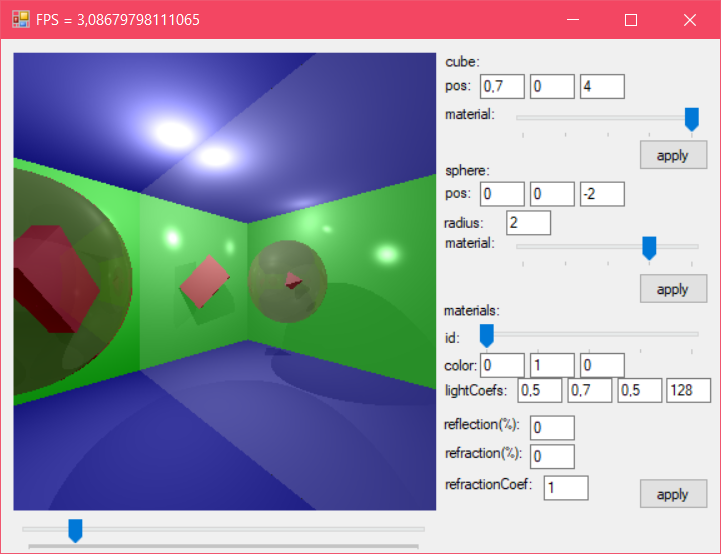 FPS = 3,08679798111065
cube:
pos: 0,7 0 4
material:
apply
sphere:
pos: 0 0 -2
radius: 2
material:
apply
materials:
id:
color: 0 1 0
lightCoefs: 0,5 0,7 0,5 128
reflection(%): 0
refraction(%): 0
refractionCoef: 1
apply